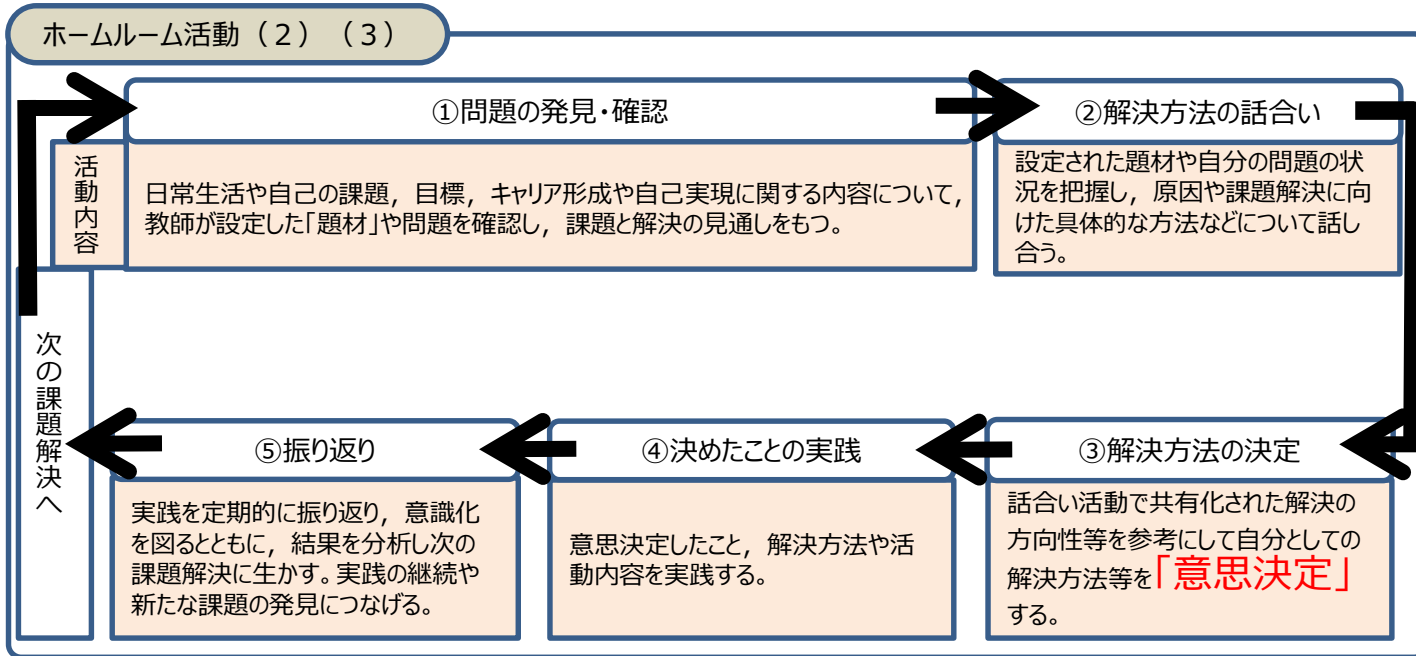 ホームルーム活動（２）（３）
①問題の発見・確認
②解決方法の話合い
活動内容
日常生活や自己の課題，目標，キャリア形成や自己実現に関する内容について，
教師が設定した「題材」や問題を確認し，課題と解決の見通しをもつ。
設定された題材や自分の問題の状
況を把握し，原因や課題解決に向
けた具体的な方法などについて話し
合う。
次の課題解決へ
⑤振り返り
④決めたことの実践
③解決方法の決定
実践を定期的に振り返り，意識化
を図るとともに，結果を分析し次の
課題解決に生かす。実践の継続や
新たな課題の発見につなげる。
意思決定したこと，解決方法や活
動内容を実践する。
話合い活動で共有化された解決の
方向性等を参考にして自分としての
解決方法等を「意思決定」
する。